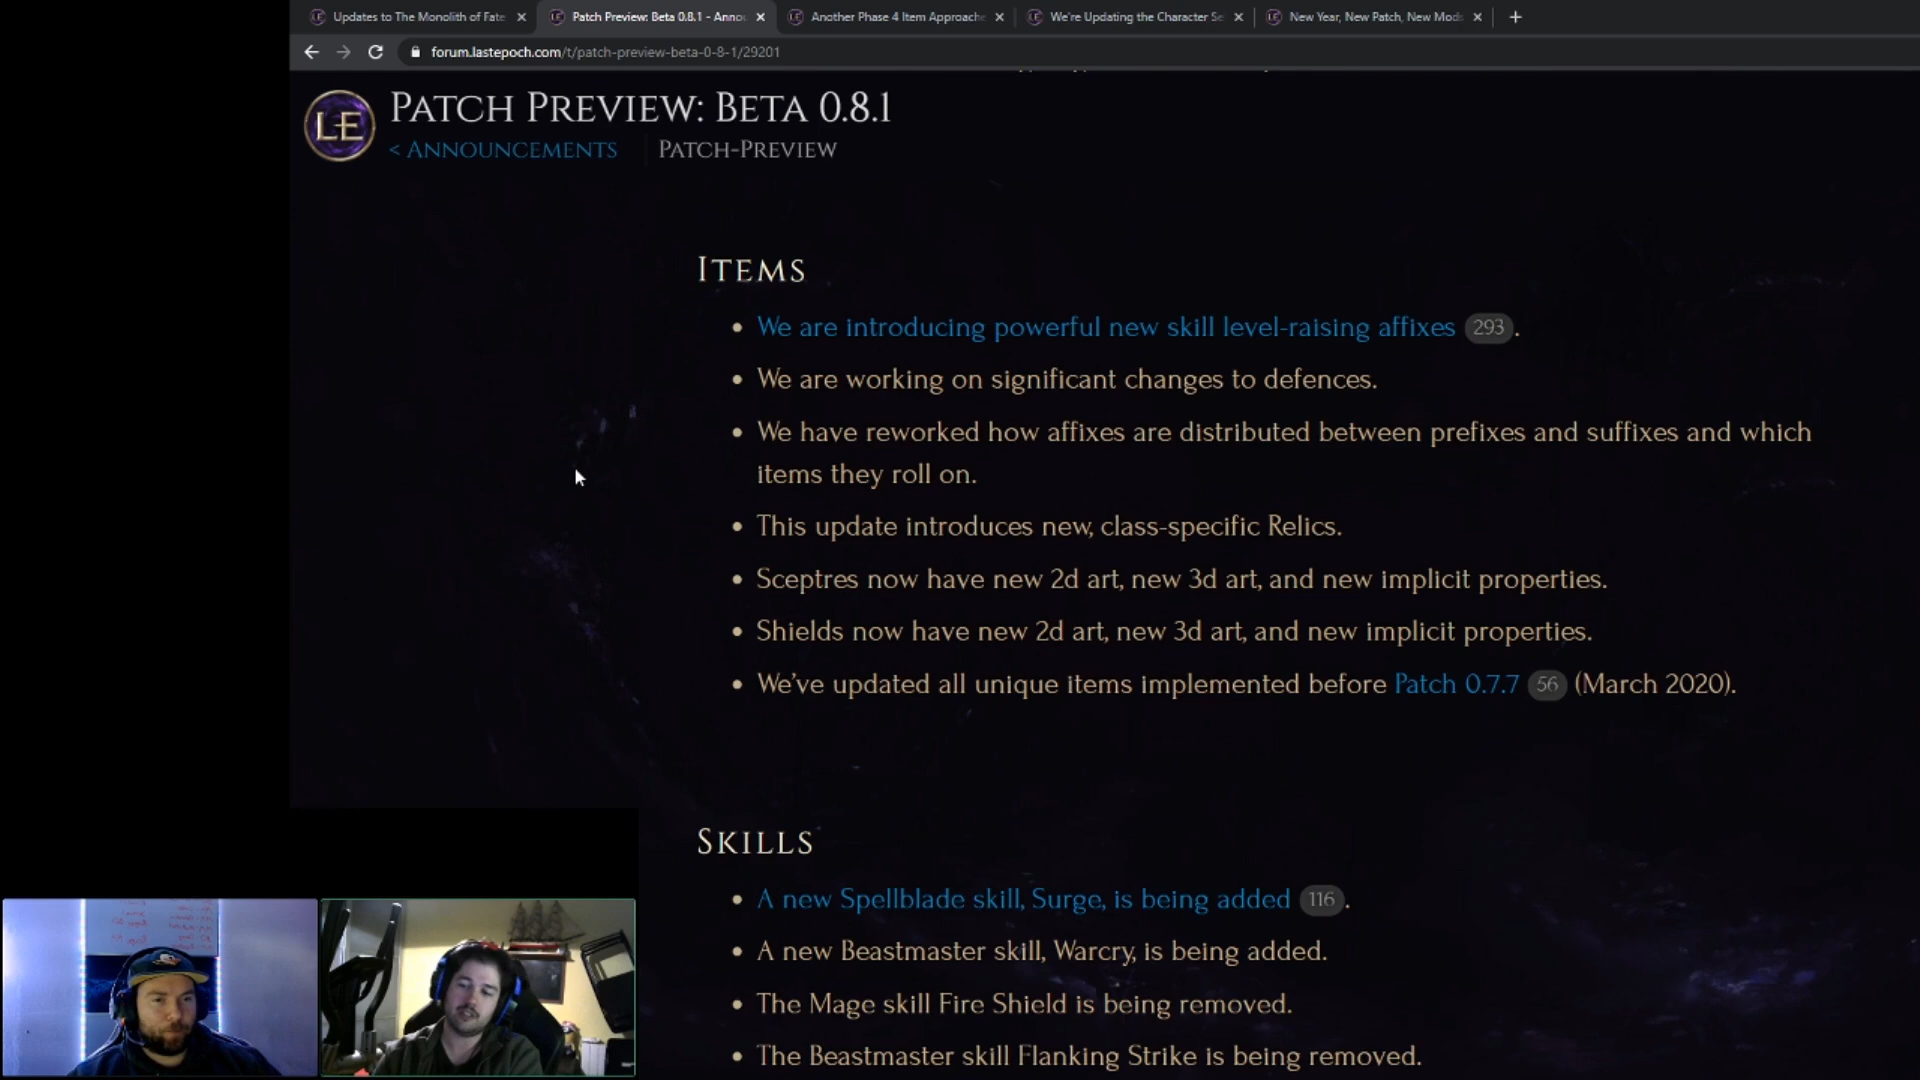 Updates to The Monolith of Fate
Patch Preview: Beta 0.8.1 - Annou
Another Phase 4 Item Approache
We're Updating the Character Se
New Year, New Patch, New Mods
forum.lastepoch.com/t/patch-preview-beta-0-8-1/29201
LE
Patch Preview: Beta 0.8.1
< Announcements
Patch-Preview
Items
• We are introducing powerful new skill level-raising affixes 293 .
• We are working on significant changes to defences.
• We have reworked how affixes are distributed between prefixes and suffixes and which
items they roll on.
• This update introduces new, class-specific Relics.
• Sceptres now have new 2d art, new 3d art, and new implicit properties.
• Shields now have new 2d art, new 3d art, and new implicit properties.
• We've updated all unique items implemented before Patch 0.7.7 56 (March 2020).
Skills
• A new Spellblade skill, Surge, is being added 116 .
• A new Beastmaster skill, Warcry, is being added.
• The Mage skill Fire Shield is being removed.
• The Beastmaster skill Flanking Strike is being removed.